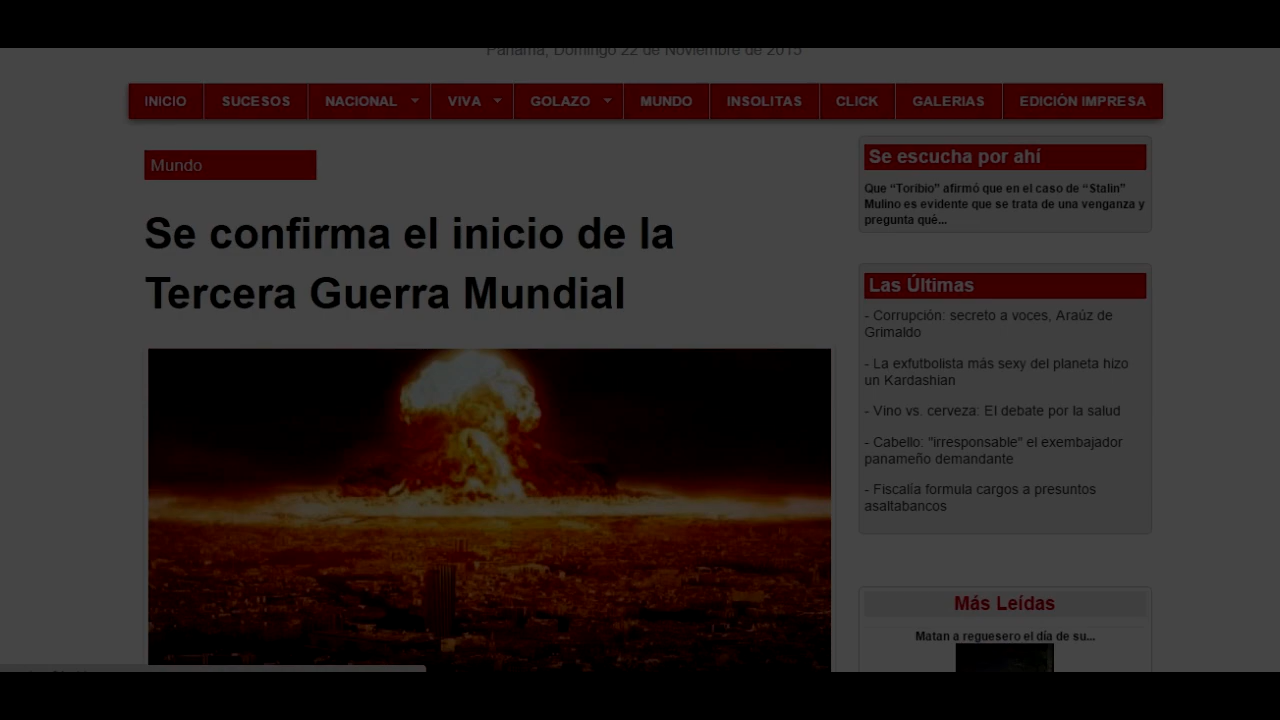 Panamá, Domingo 22 de Noviembre de 2015
INICIO SUCESOS NACIONAL VIVA GOLAZO MUNDO INSOLITAS CLICK GALERIAS EDICIÓN IMPRESA
Mundo
Se confirma el inicio de la
Tercera Guerra Mundial
Se escucha por ahí
Que “Toribio” afirmó que en el caso de “Stalin”
Mulino es evidente que se trata de una venganza y
pregunta qué...
Las Últimas
- Corrupción: secreto a voces, Araúz de
Grimaldo
- La exfutbolista más sexy del planeta hizo
un Kardashian
- Vino vs. cerveza: El debate por la salud
- Cabello: "irresponsable" el exembajador
panameño demandante
- Fiscalía formula cargos a presuntos
asaltabancos
Más Leídas
Matan a reguesero el día de su...